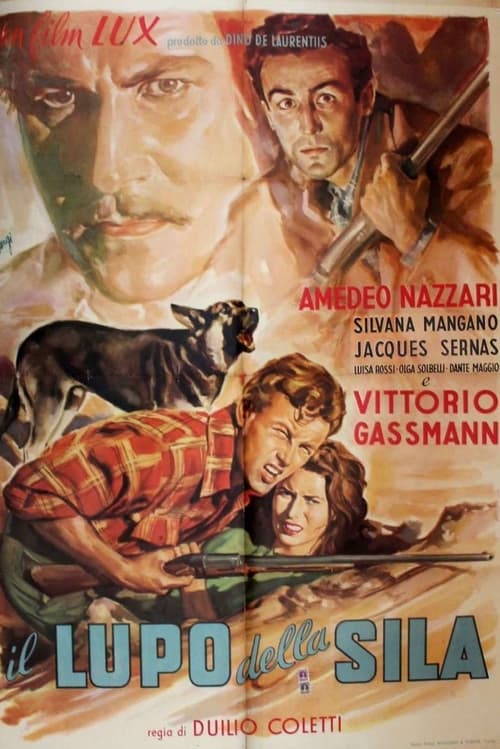 film LUX
prodotto da DINO DE LAURENTIIS
AMEDEO NAZZARI
SILVANA MANGANO
JACQUES SERNAS
LUISA ROSSI · OLGA SOLBELLI · DANTE MAGGIO
e
VITTORIO
GASSMANN
il LUPO della SILA
regia di DUILIO COLETTI